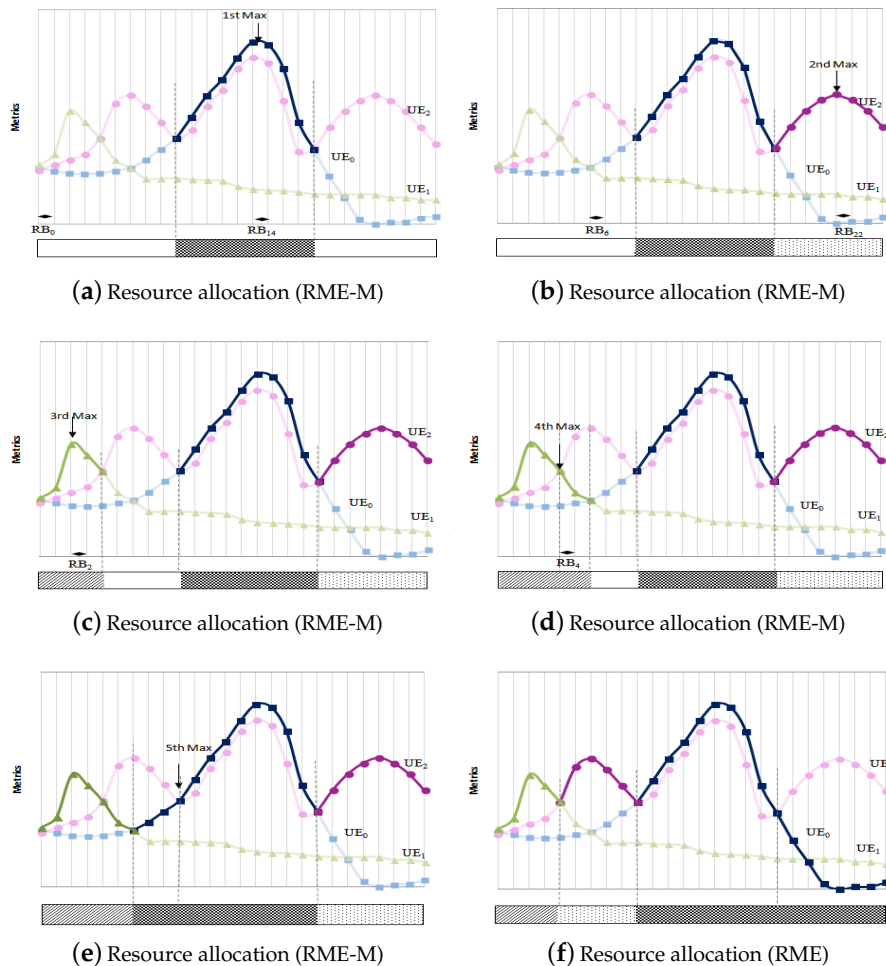 1st Max
Metrics
UE₂
UE₀
UE₁
RB₀
RB₁₄
(a) Resource allocation (RME-M)
2nd Max
Metrics
UE₂
UE₀
UE₁
RB₆
RB₂₂
(b) Resource allocation (RME-M)
3rd Max
Metrics
UE₂
UE₀
UE₁
RB₂
(c) Resource allocation (RME-M)
4th Max
Metrics
UE₂
UE₀
UE₁
RB₄
(d) Resource allocation (RME-M)
5th Max
Metrics
UE₂
UE₀
UE₁
(e) Resource allocation (RME-M)
Metrics
UE
UE₀
UE₁
(f) Resource allocation (RME)